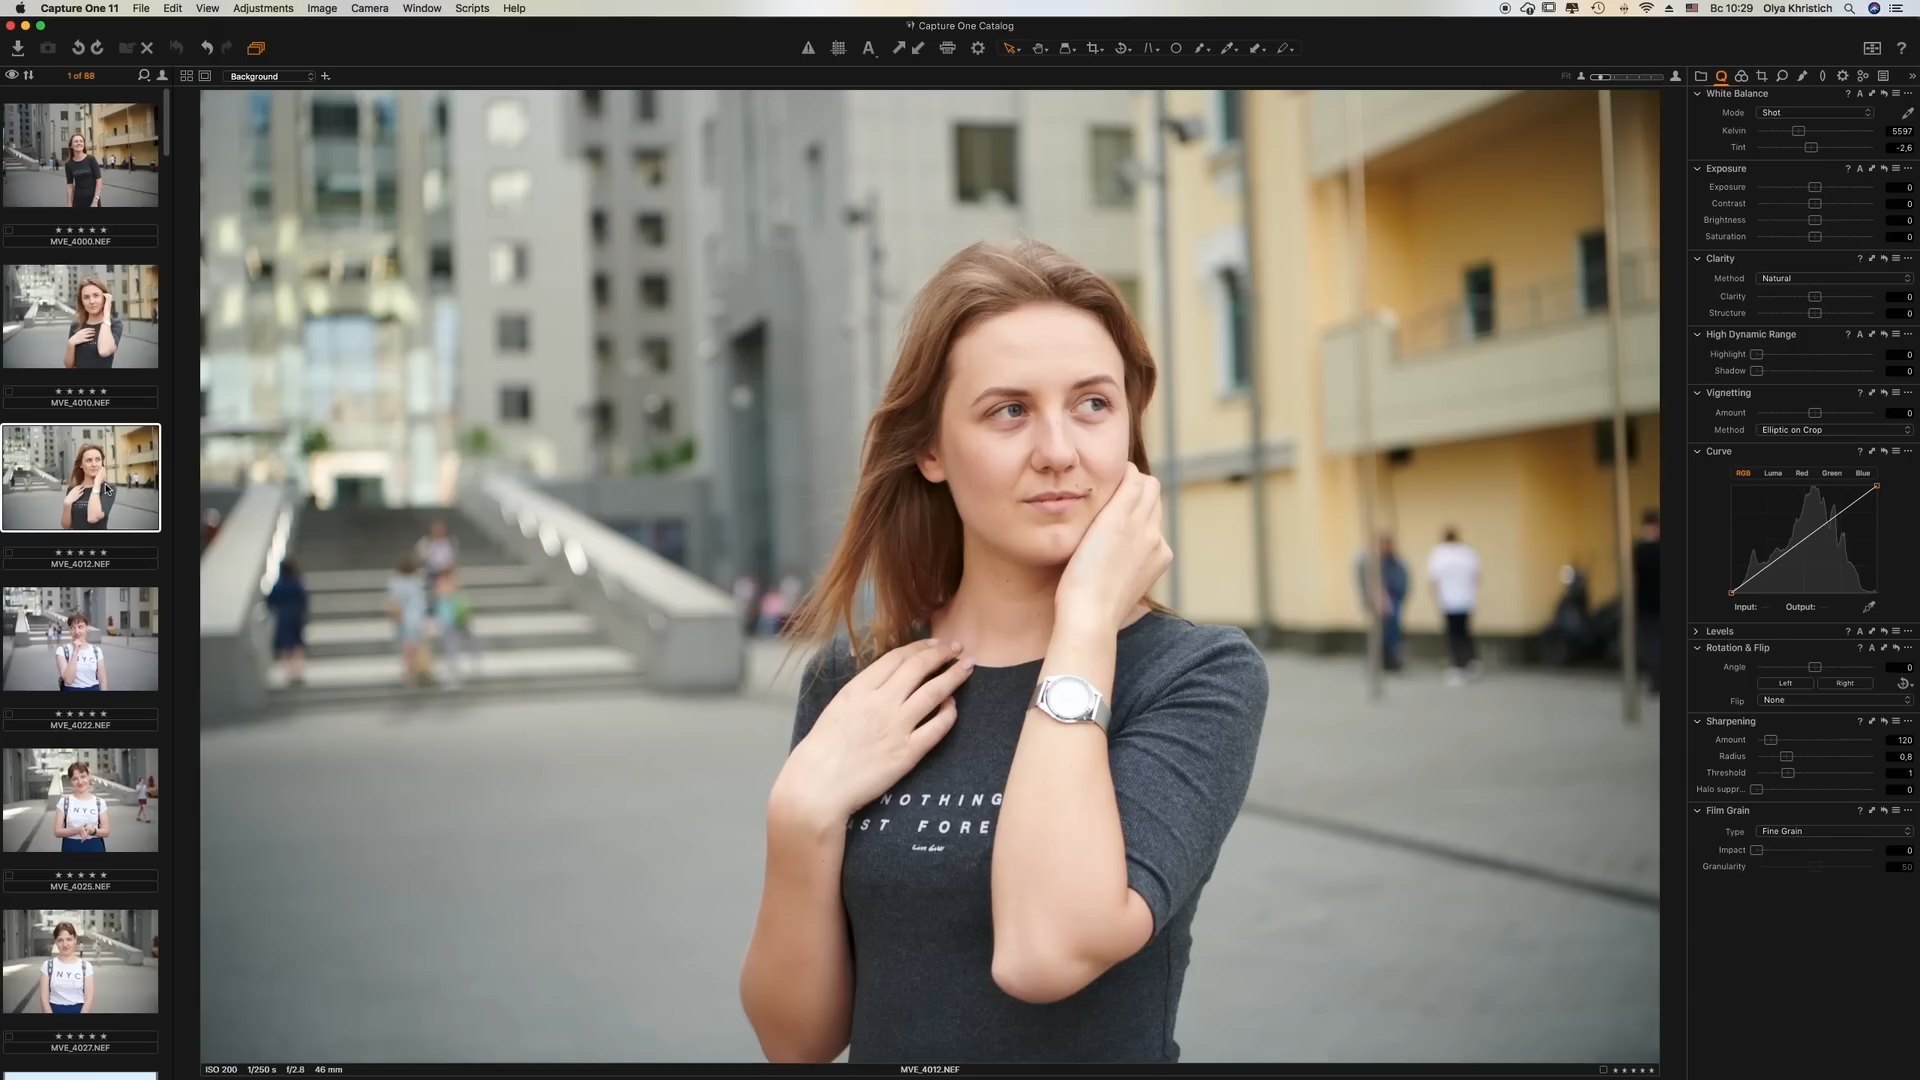 Capture One 11 File Edit View Adjustments Image Camera Window Scripts Help
Вс 10:29 Olya Khristich
Capture One Catalog
1 of 88
Background
Fit
MVE_4000.NEF
MVE_4010.NEF
MVE_4012.NEF
MVE_4022.NEF
MVE_4025.NEF
MVE_4027.NEF
NYC
NYC
NYC
NOTHING
AST FORE
ISO 200 1/250 s f/2.8 46 mm
MVE_4012.NEF
White Balance
Mode Shot
Kelvin 5597
Tint -2,6
Exposure
Exposure 0
Contrast 0
Brightness 0
Saturation 0
Clarity
Method Natural
Clarity 0
Structure 0
High Dynamic Range
Highlight 0
Shadow 0
Vignetting
Amount 0
Method Elliptic on Crop
Curve
RGB Luma Red Green Blue
Input: Output:
Levels
Rotation & Flip
Angle 0
Left Right
Flip None
Sharpening
Amount 120
Radius 0,8
Threshold 1
Halo suppr... 0
Film Grain
Type Fine Grain
Impact 0
Granularity 50